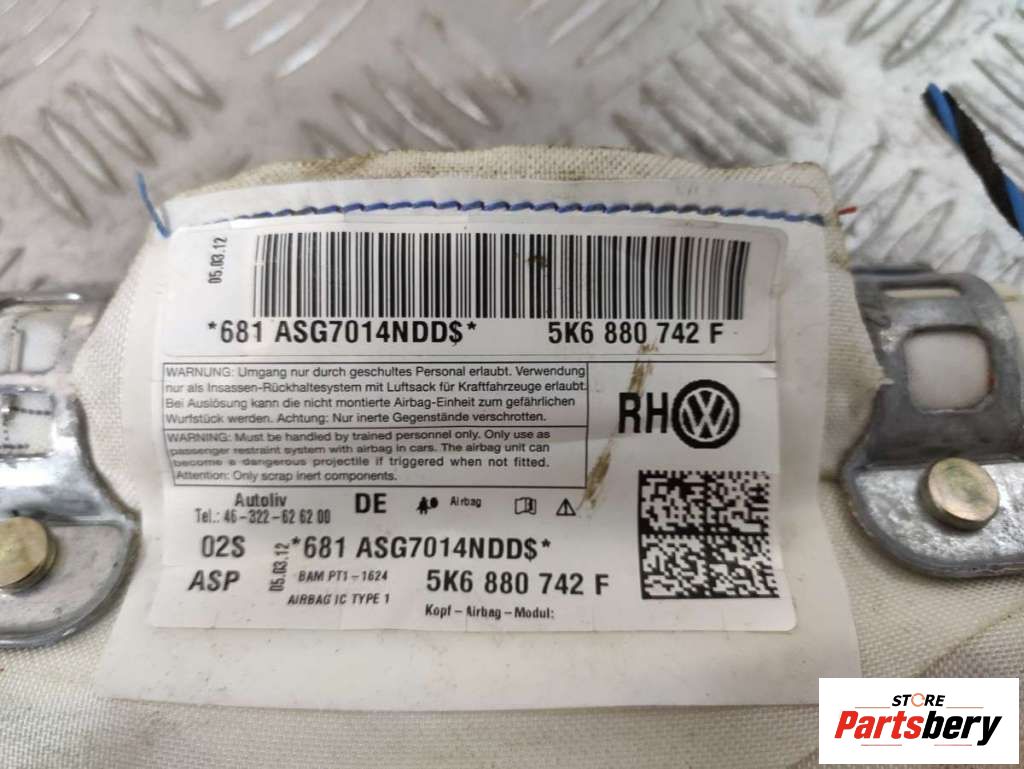 05.03.12
*681 ASG7014NDD$* 5K6 880 742 F
WARNUNG: Umgang nur durch geschultes Personal erlaubt. Verwendung
nur als Insassen-Rückhaltesystem mit Luftsack für Kraftfahrzeuge erlaubt.
Bei Auslösung kann die nicht montierte Airbag-Einheit zum gefährlichen
Wurfstück werden. Achtung: Nur inerte Gegenstände verschrotten.
RH
WARNING: Must be handled by trained personnel only. Only use as
passenger restraint system with airbag in cars. The airbag unit can
become a dangerous projectile if triggered when not fitted.
Attention: Only scrap inert components.
Autoliv DE Airbag
Tel.: 46-322-62 62 00
02S 05.03.12 *681 ASG7014NDD$*
ASP BAM PT1-1624 5K6 880 742 F
AIRBAG IC TYPE 1 Kopf-Airbag-Modul:
STORE
Partsbery